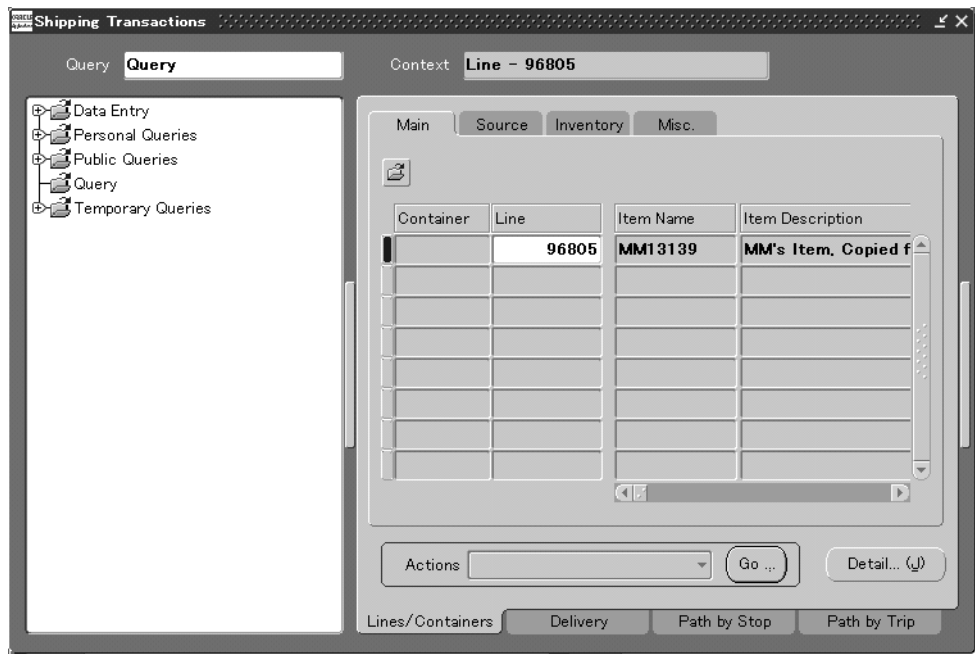 Shipping Transactions
Query Query Context Line - 96805
Data Entry
Personal Queries
Public Queries
Query
Temporary Queries
Main Source Inventory Misc.
Container Line Item Name Item Description
96805 MM13139 MM's Item, Copied f
Actions Go ... Detail... (J)
Lines/Containers Delivery Path by Stop Path by Trip